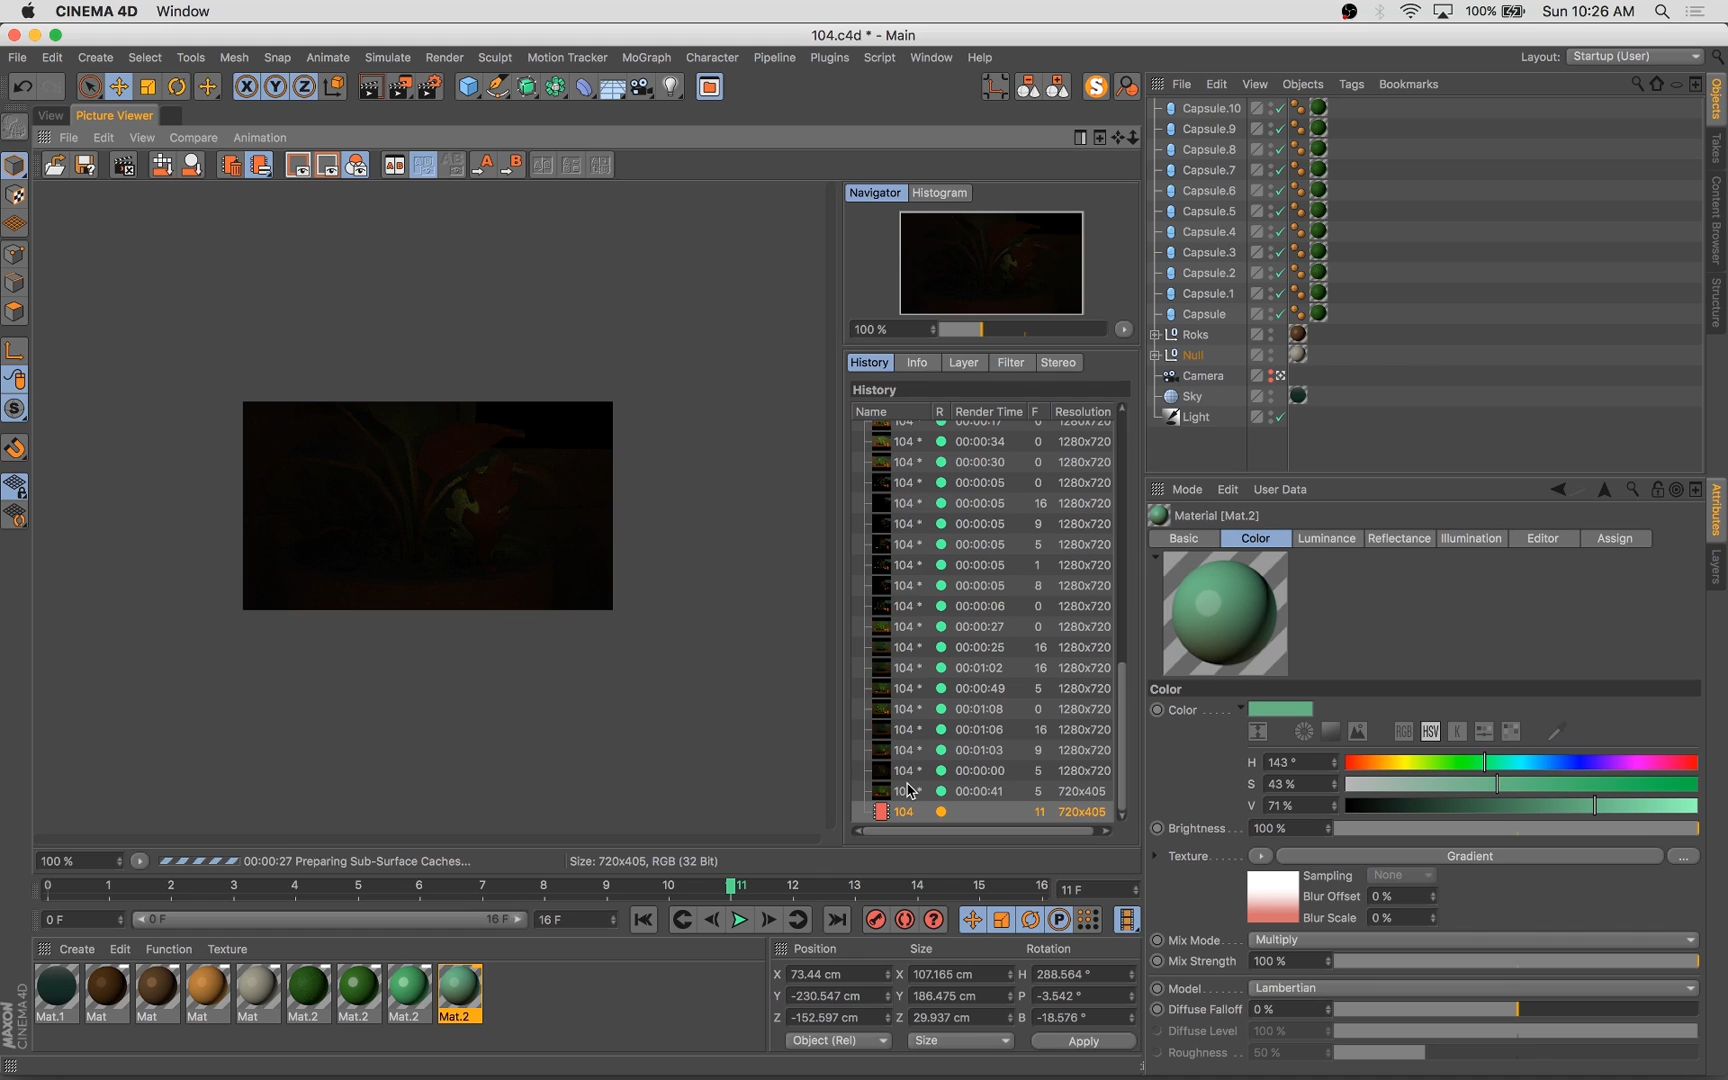 CINEMA 4D Window 100% Sun 10:26 AM
104.c4d * - Main
File Edit Create Select Tools Mesh Snap Animate Simulate Render Sculpt Motion Tracker MoGraph Character Pipeline Plugins Script Window Help Layout: Startup (User)
File Edit View Objects Tags Bookmarks
View Picture Viewer
File Edit View Compare Animation
Navigator Histogram
100 %
History Info Layer Filter Stereo
History
Name R Render Time F Resolution
104 * 00:00:17 0 1280x720
104 * 00:00:34 0 1280x720
104 * 00:00:30 0 1280x720
104 * 00:00:05 0 1280x720
104 * 00:00:05 16 1280x720
104 * 00:00:05 9 1280x720
104 * 00:00:05 5 1280x720
104 * 00:00:05 1 1280x720
104 * 00:00:05 8 1280x720
104 * 00:00:06 0 1280x720
104 * 00:00:27 0 1280x720
104 * 00:00:25 16 1280x720
104 * 00:01:02 16 1280x720
104 * 00:00:49 5 1280x720
104 * 00:01:08 0 1280x720
104 * 00:01:06 16 1280x720
104 * 00:01:03 9 1280x720
104 * 00:00:00 5 1280x720
00:00:41 5 720x405
104 11 720x405
100 % 00:00:27 Preparing Sub-Surface Caches... Size: 720x405, RGB (32 Bit)
0 1 2 3 4 5 6 7 8 9 10 11 12 13 14 15 16 11 F
0 F 0 F 16 F 16 F
Create Edit Function Texture
Mat.1 Mat Mat Mat Mat Mat.2 Mat.2 Mat.2 Mat.2
MAXON CINEMA 4D
Position Size Rotation
X 73.44 cm X 107.165 cm H 288.564 °
Y -230.547 cm Y 186.475 cm P -3.542 °
Z -152.597 cm Z 29.937 cm B -18.576 °
Object (Rel) Size Apply
Capsule.10
Capsule.9
Capsule.8
Capsule.7
Capsule.6
Capsule.5
Capsule.4
Capsule.3
Capsule.2
Capsule.1
Capsule
Roks
Null
Camera
Sky
Light
Objects
Takes
Content Browser
Structure
Mode Edit User Data
Material [Mat.2]
Basic Color Luminance Reflectance Illumination Editor Assign
Color
Color
RGB HSV K
H 143 °
S 43 %
V 71 %
Brightness 100 %
Texture Gradient ...
Sampling None
Blur Offset 0 %
Blur Scale 0 %
Mix Mode Multiply
Mix Strength 100 %
Model Lambertian
Diffuse Falloff 0 %
Diffuse Level 100 %
Roughness 50 %
Attributes
Layers